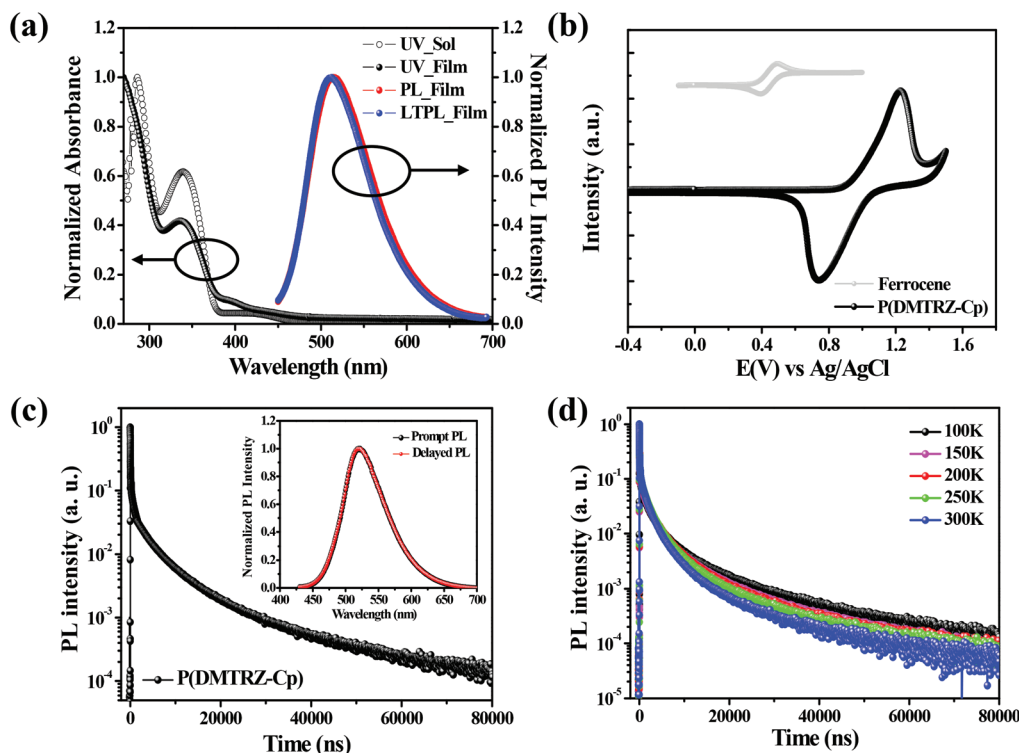 (a)
UV_Sol
UV_Film
PL_Film
LTPL_Film
1.0
0.8
0.6
0.4
0.2
0.0
Normalized Absorbance
1.0
0.8
0.6
0.4
0.2
0.0
Normalized PL Intensity
300 400 500 600 700
Wavelength (nm)
(b)
Intensity (a.u.)
Ferrocene
P(DMTRZ-Cp)
-0.4 0.0 0.4 0.8 1.2 1.6
E(V) vs Ag/AgCl
(c)
10^0
10^-1
10^-2
10^-3
10^-4
PL intensity (a. u.)
Prompt PL
Delayed PL
1.0
0.8
0.6
0.4
0.2
0.0
Normalized PL Intensity
400 450 500 550 600 650 700
Wavelength (nm)
P(DMTRZ-Cp)
0 20000 40000 60000 80000
Time (ns)
(d)
100K
150K
200K
250K
300K
10^0
10^-1
10^-2
10^-3
10^-4
10^-5
PL intensity (a. u.)
0 20000 40000 60000 80000
Time (ns)